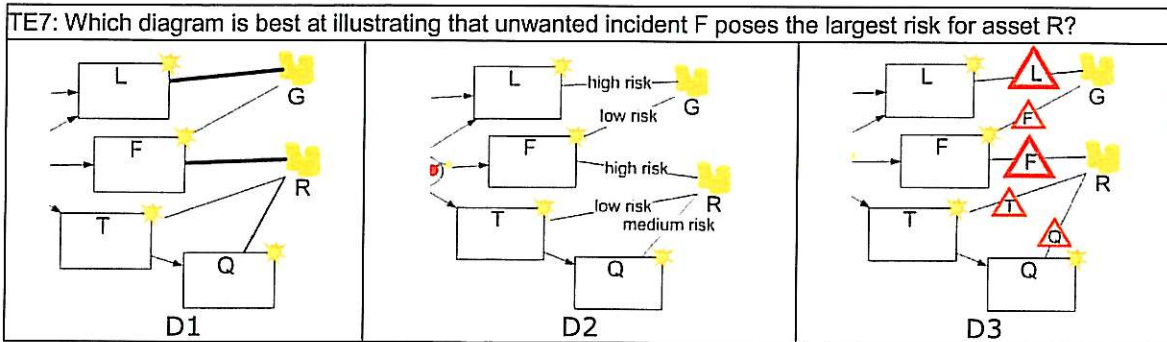 TE7: Which diagram is best at illustrating that unwanted incident F poses the largest risk for asset R?
L
G
F
R
T
Q
D1
L
high risk
G
low risk
F
high risk
R
T
low risk
medium risk
Q
D2
L
L
G
F
F
F
R
T
T
Q
Q
D3